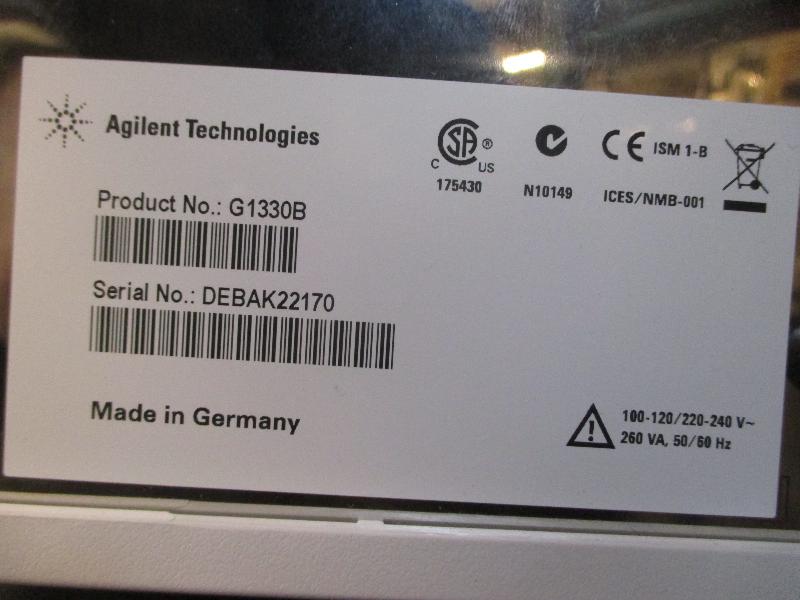 Agilent Technologies
C SA ® US
175430
N10149
CE ISM 1-B
ICES/NMB-001
Product No.: G1330B
Serial No.: DEBAK22170
Made in Germany
100-120/220-240 V~
260 VA, 50/60 Hz